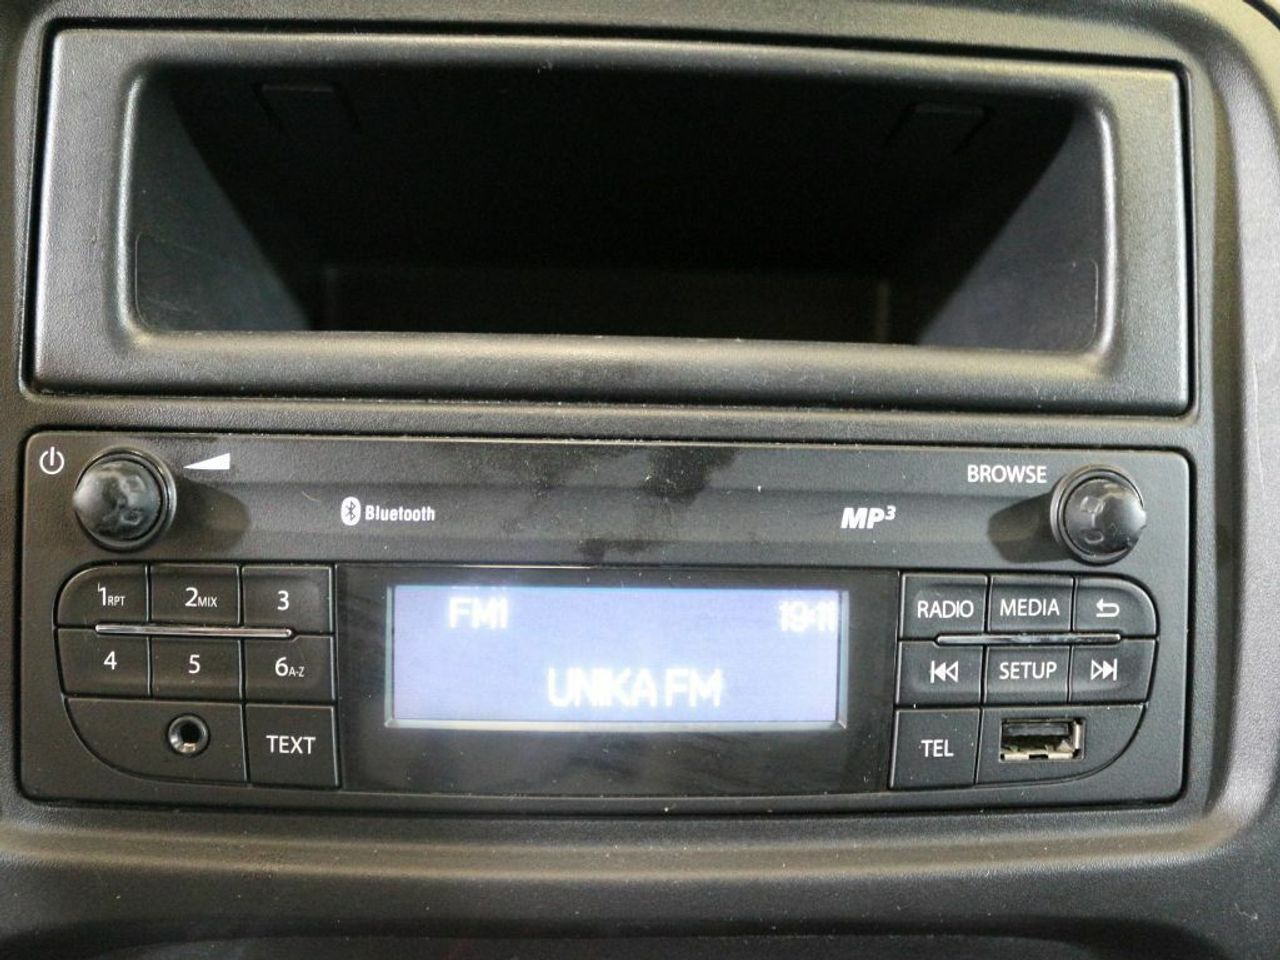 BROWSE
Bluetooth
MP3
1RPT
2MIX
3
FM1
19:11
RADIO
MEDIA
4
5
6A-Z
UNIKA FM
SETUP
TEXT
TEL